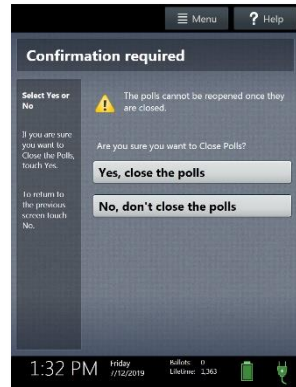 Menu
? Help
Confirmation required
Select Yes or
No
If you are sure
you want to
Close the Polls,
touch Yes.
To return to
the previous
screen touch
No.
The polls cannot be reopened once they
are closed.
Are you sure you want to Close Polls?
Yes, close the polls
No, don't close the polls
1:32 PM
Friday
7/12/2019
Ballots: 0
Lifetime: 1,363